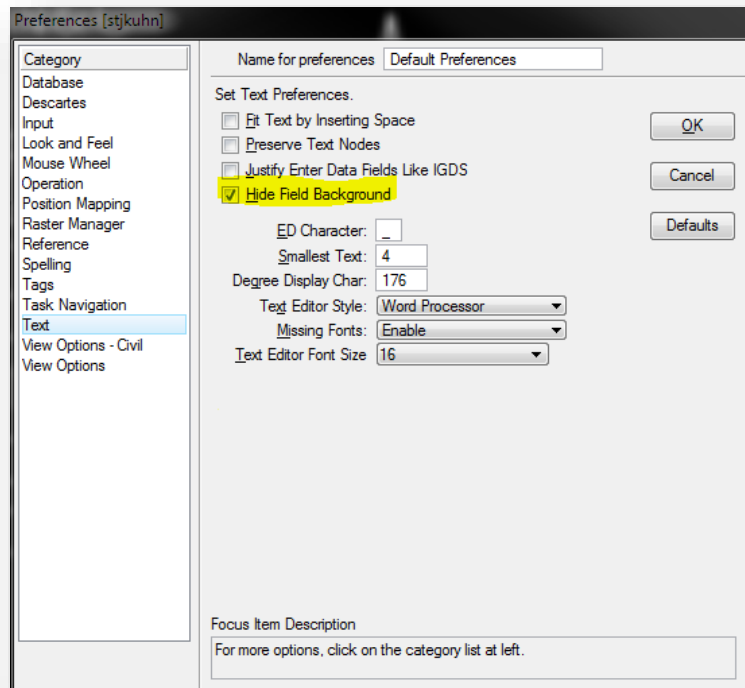 Preferences [stjkuhn]
Category
Database
Descartes
Input
Look and Feel
Mouse Wheel
Operation
Position Mapping
Raster Manager
Reference
Spelling
Tags
Task Navigation
Text
View Options - Civil
View Options
Name for preferences Default Preferences
Set Text Preferences.
Fit Text by Inserting Space
Preserve Text Nodes
Justify Enter Data Fields Like IGDS
Hide Field Background
ED Character: _
Smallest Text: 4
Degree Display Char: 176
Text Editor Style: Word Processor
Missing Fonts: Enable
Text Editor Font Size 16
OK
Cancel
Defaults
Focus Item Description
For more options, click on the category list at left.